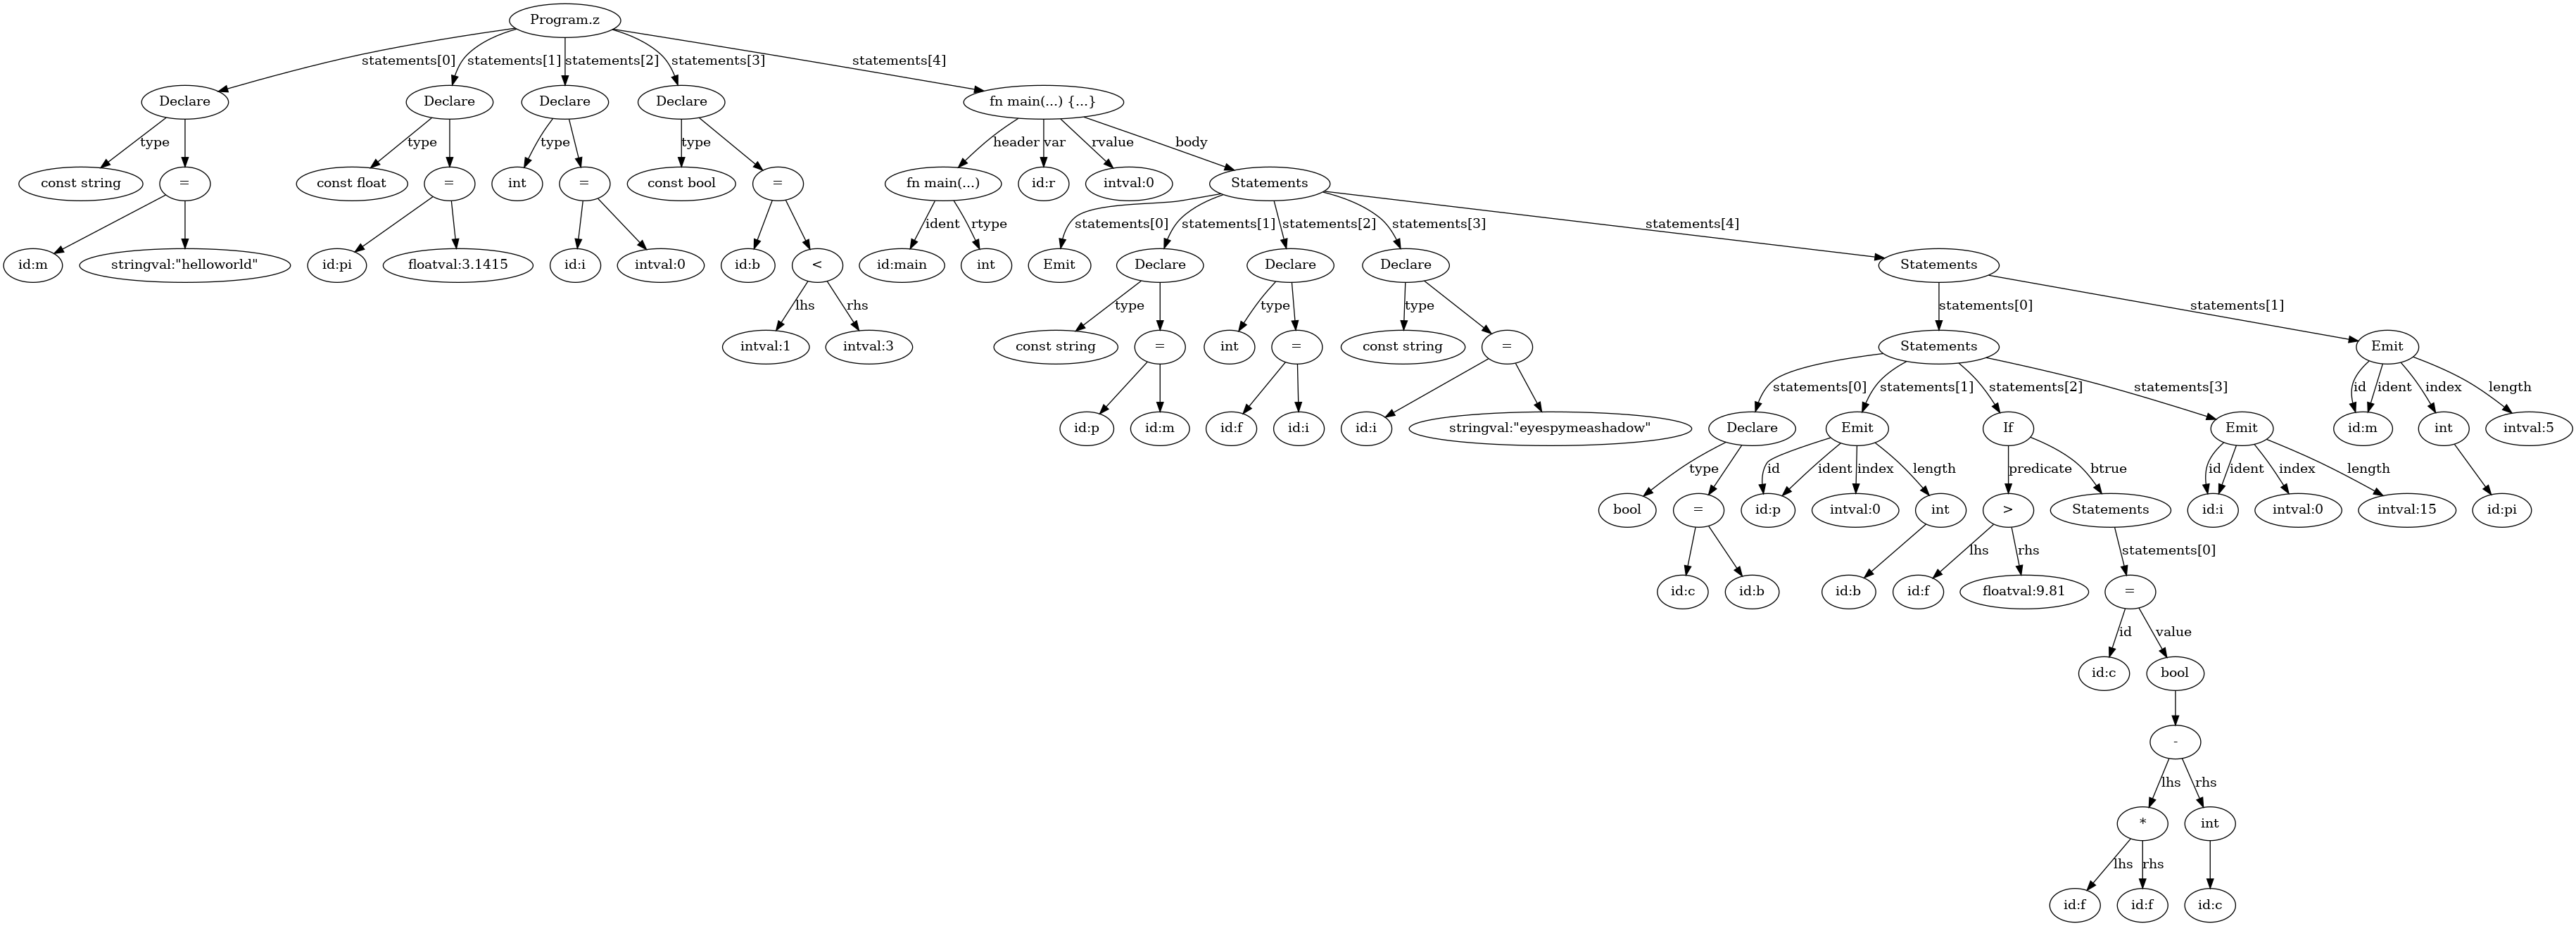 Program.z
statements[0] statements[1] statements[2] statements[3] statements[4]
Declare Declare Declare Declare fn main(...) {...}
type type type type header var rvalue body
const string = const float = int = const bool = fn main(...) id:r intval:0 Statements
ident rtype statements[0] statements[1] statements[2] statements[3] statements[4]
id:m stringval:"helloworld" id:pi floatval:3.1415 id:i intval:0 id:b < id:main int Emit Declare Declare Declare Statements
lhs rhs type type type statements[0] statements[1]
intval:1 intval:3 const string = int = const string = Statements Emit
statements[0] statements[1] statements[2] statements[3] id ident index length
id:p id:m id:f id:i id:i stringval:"eyespymeashadow" Declare Emit If Emit id:m int intval:5
type id ident index length predicate btrue id ident index length
bool = id:p intval:0 int > Statements id:i intval:0 intval:15 id:pi
lhs rhs statements[0]
id:c id:b id:b id:f floatval:9.81 =
id value
id:c bool
-
lhs rhs
* int
lhs rhs
id:f id:f id:c